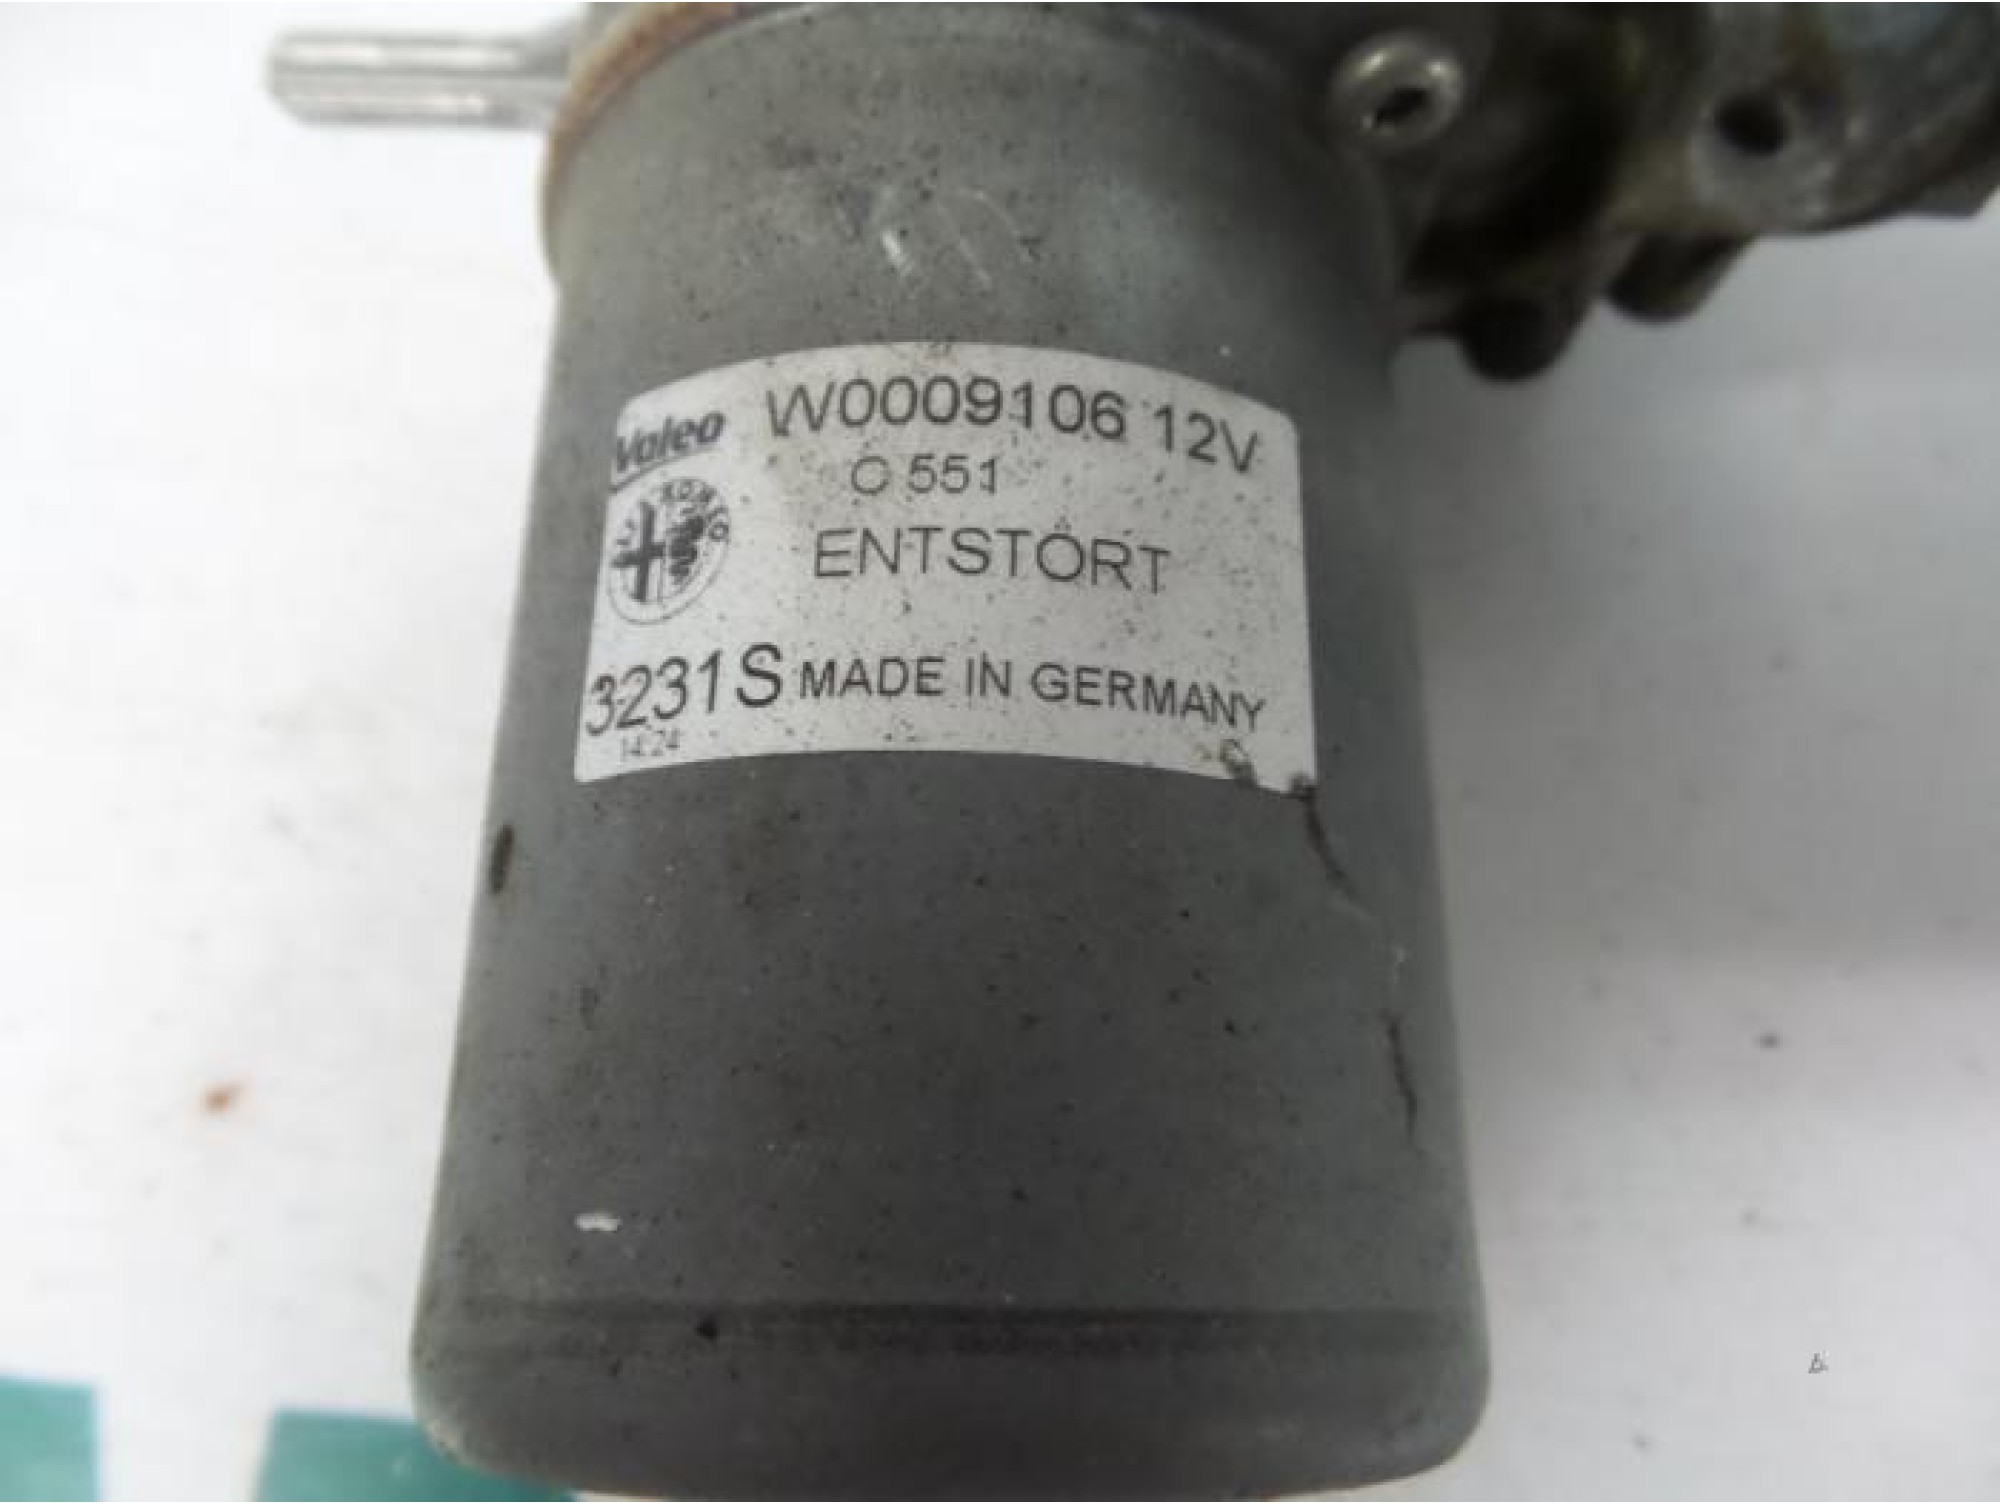 Valeo W0009106 12V
C 551
ENTSTÖRT
3231S MADE IN GERMANY
14:24